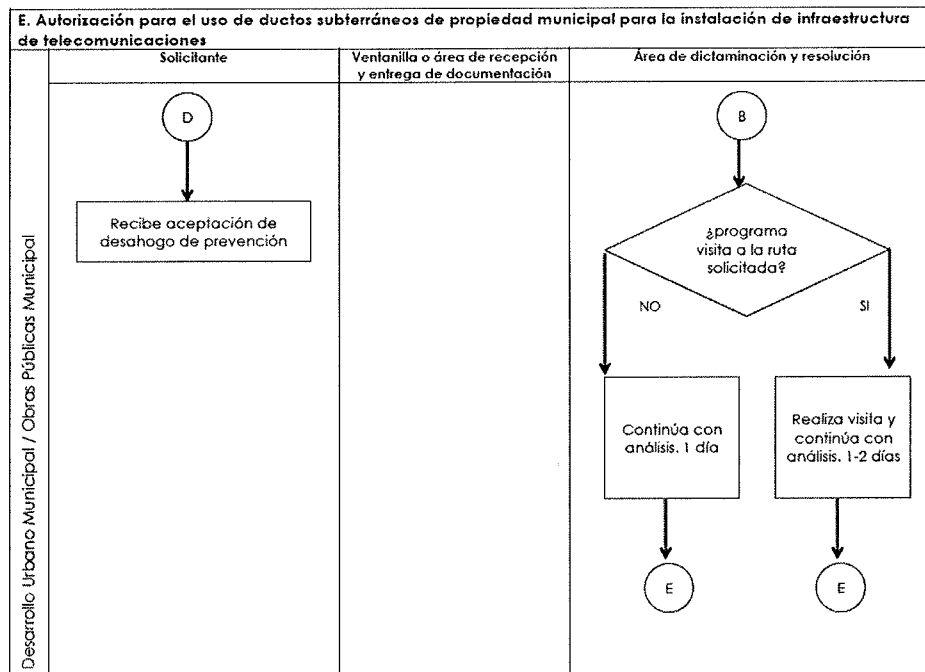 E. Autorización para el uso de ductos subterráneos de propiedad municipal para la instalación de infraestructura
de telecomunicaciones
Solicitante
Ventanilla o área de recepción
y entrega de documentación
Área de dictaminación y resolución
Desarrollo Urbano Municipal / Obras Públicas Municipal
D
Recibe aceptación de
desahogo de prevención
B
¿programa
visita a la ruta
solicitada?
NO
SI
Continúa con
análisis. 1 día
Realiza visita y
continúa con
análisis. 1-2 días
E
E